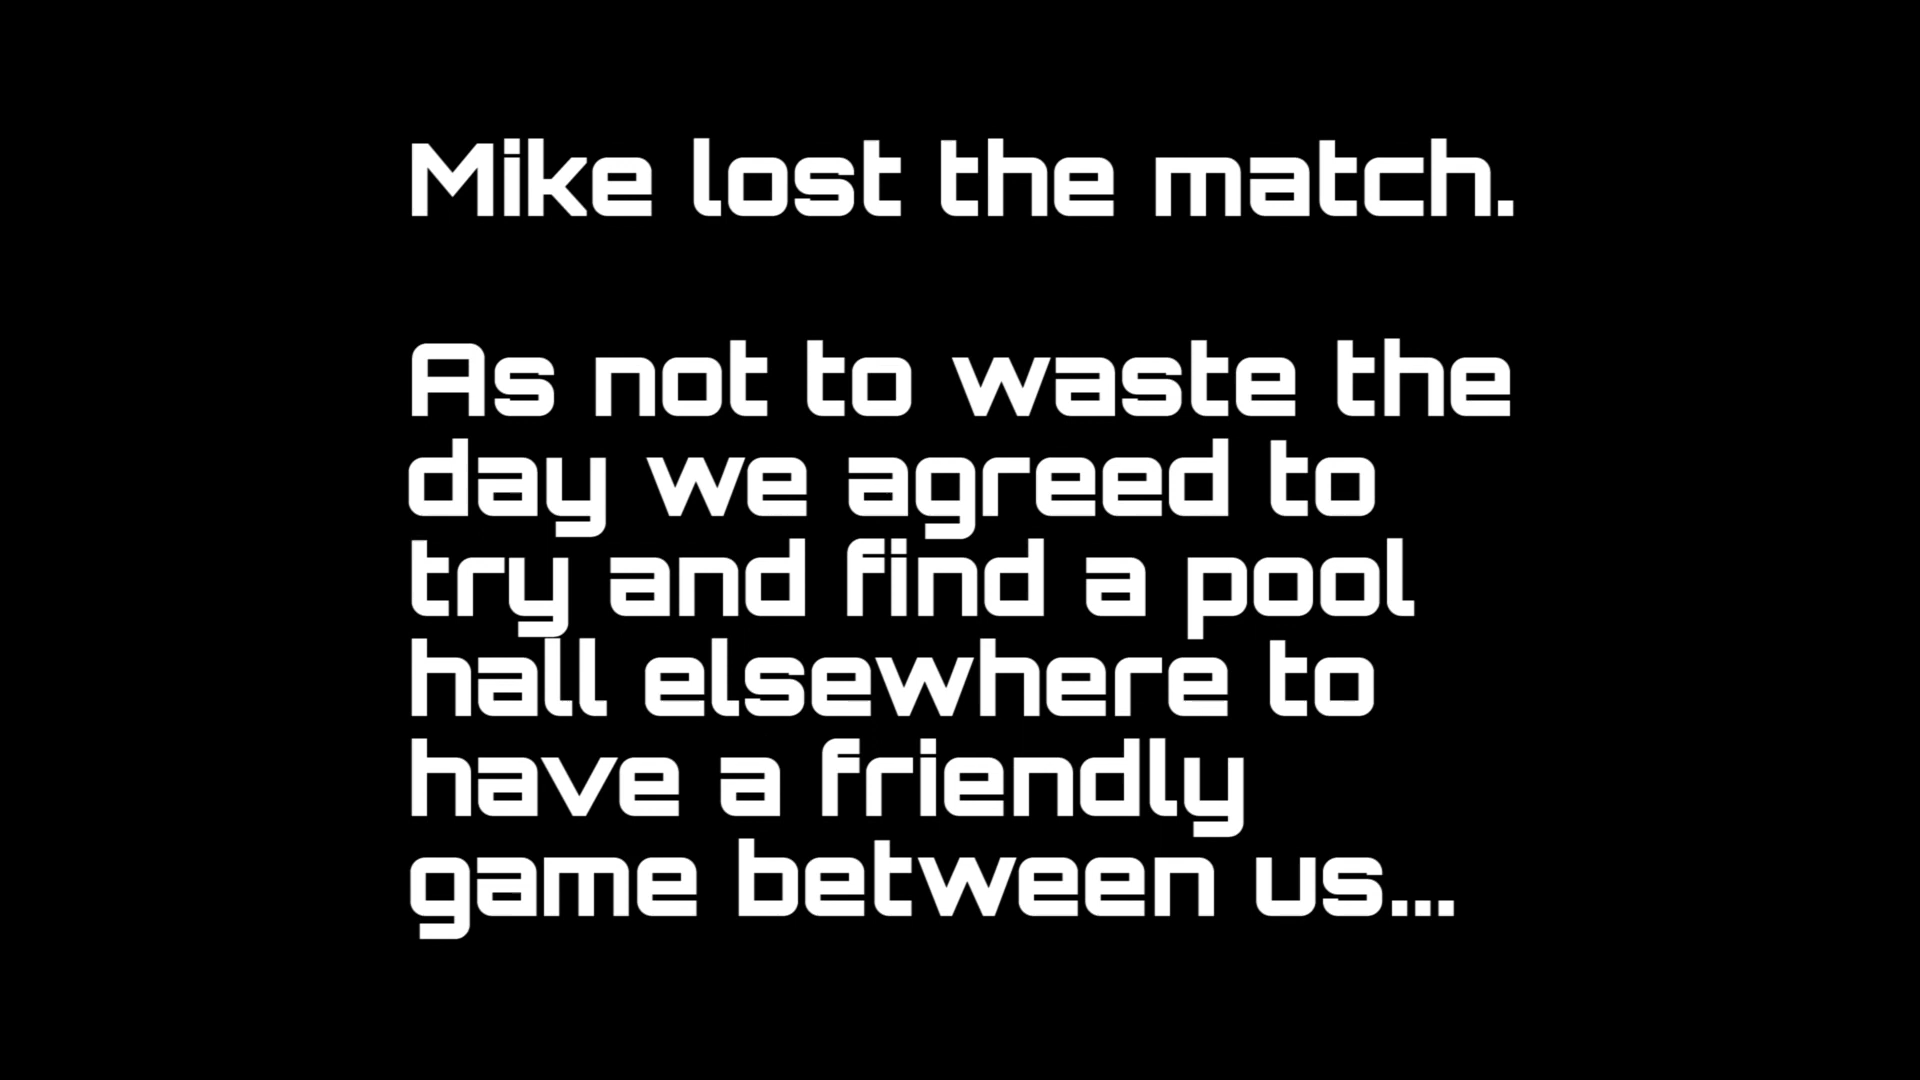 Mike lost the match.
As not to waste the
day we agreed to
try and find a pool
hall elsewhere to
have a friendly
game between us...